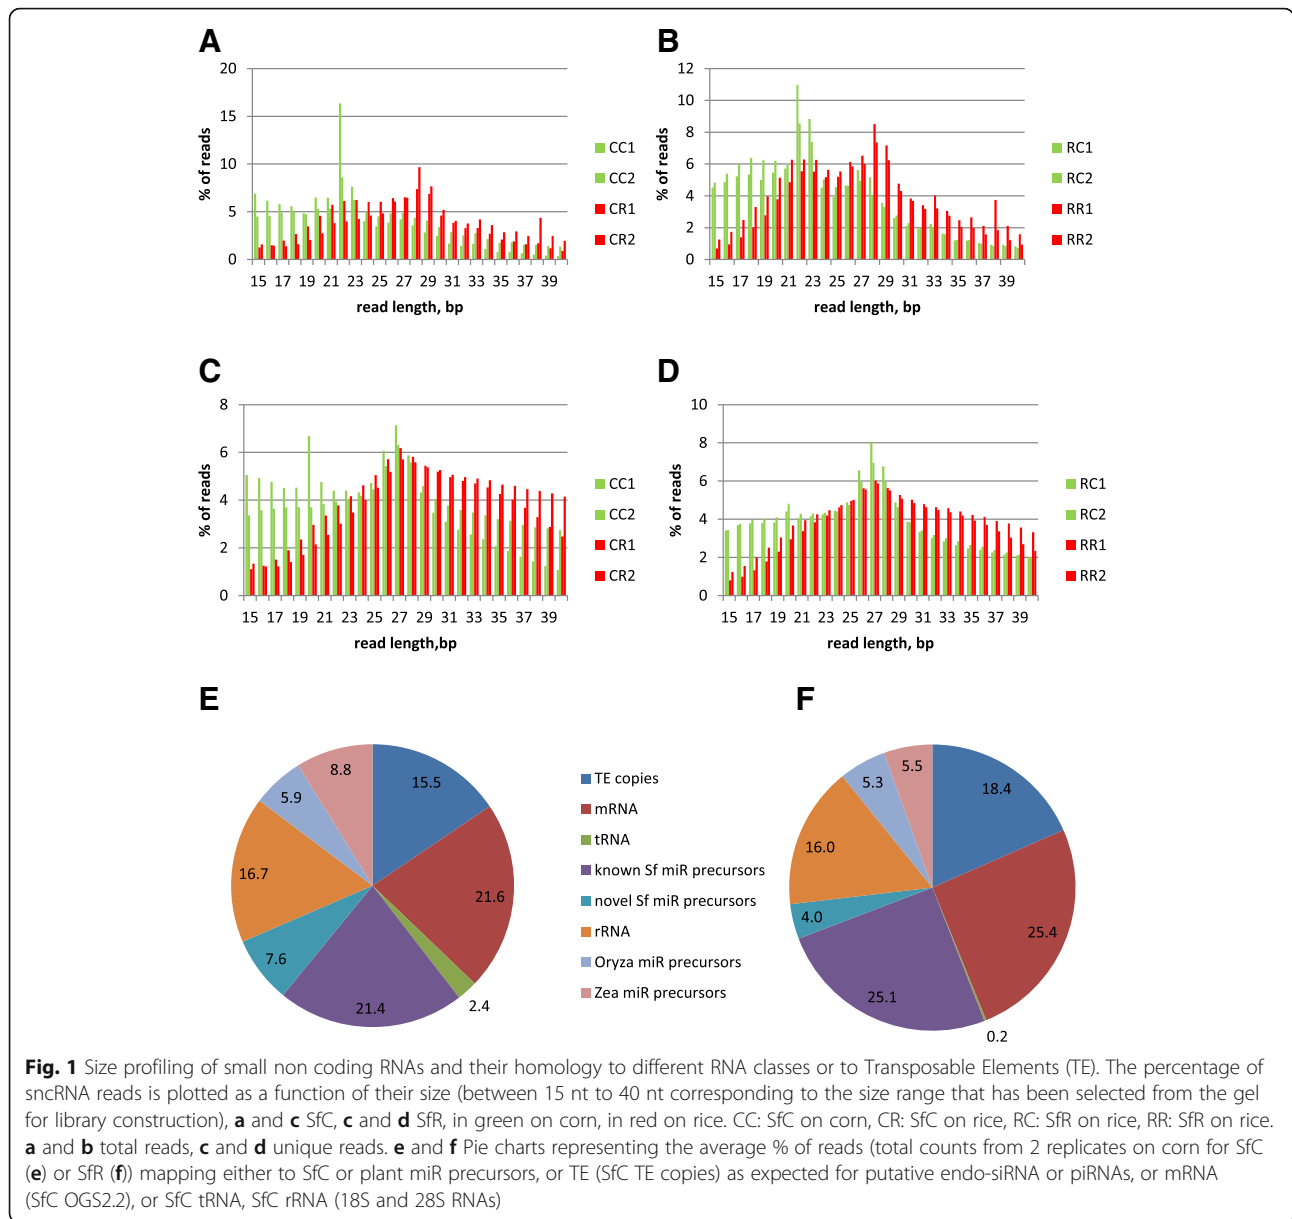 A
B
20
15
10
5
0
% of reads
15 17 19 21 23 25 27 29 31 33 35 37 39
read length, bp
CC1
CC2
CR1
CR2
12
10
8
6
4
2
0
% of reads
15 17 19 21 23 25 27 29 31 33 35 37 39
read length, bp
RC1
RC2
RR1
RR2
C
D
8
6
4
2
0
% of reads
15 17 19 21 23 25 27 29 31 33 35 37 39
read length,bp
CC1
CC2
CR1
CR2
10
8
6
4
2
0
% of reads
15 17 19 21 23 25 27 29 31 33 35 37 39
read length, bp
RC1
RC2
RR1
RR2
E
F
15.5
21.6
2.4
21.4
7.6
16.7
5.9
8.8
TE copies
mRNA
tRNA
known Sf miR precursors
novel Sf miR precursors
rRNA
Oryza miR precursors
Zea miR precursors
18.4
25.4
0.2
25.1
4.0
16.0
5.3
5.5
Fig. 1 Size profiling of small non coding RNAs and their homology to different RNA classes or to Transposable Elements (TE). The percentage of
sncRNA reads is plotted as a function of their size (between 15 nt to 40 nt corresponding to the size range that has been selected from the gel
for library construction), a and c SfC, c and d SfR, in green on corn, in red on rice. CC: SfC on corn, CR: SfC on rice, RC: SfR on rice, RR: SfR on rice.
a and b total reads, c and d unique reads. e and f Pie charts representing the average % of reads (total counts from 2 replicates on corn for SfC
(e) or SfR (f)) mapping either to SfC or plant miR precursors, or TE (SfC TE copies) as expected for putative endo-siRNA or piRNAs, or mRNA
(SfC OGS2.2), or SfC tRNA, SfC rRNA (18S and 28S RNAs)